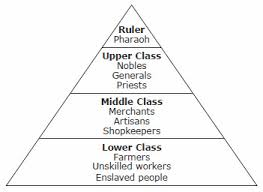 Ruler
Pharaoh
Upper Class
Nobles
Generals
Priests
Middle Class
Merchants
Artisans
Shopkeepers
Lower Class
Farmers
Unskilled workers
Enslaved people